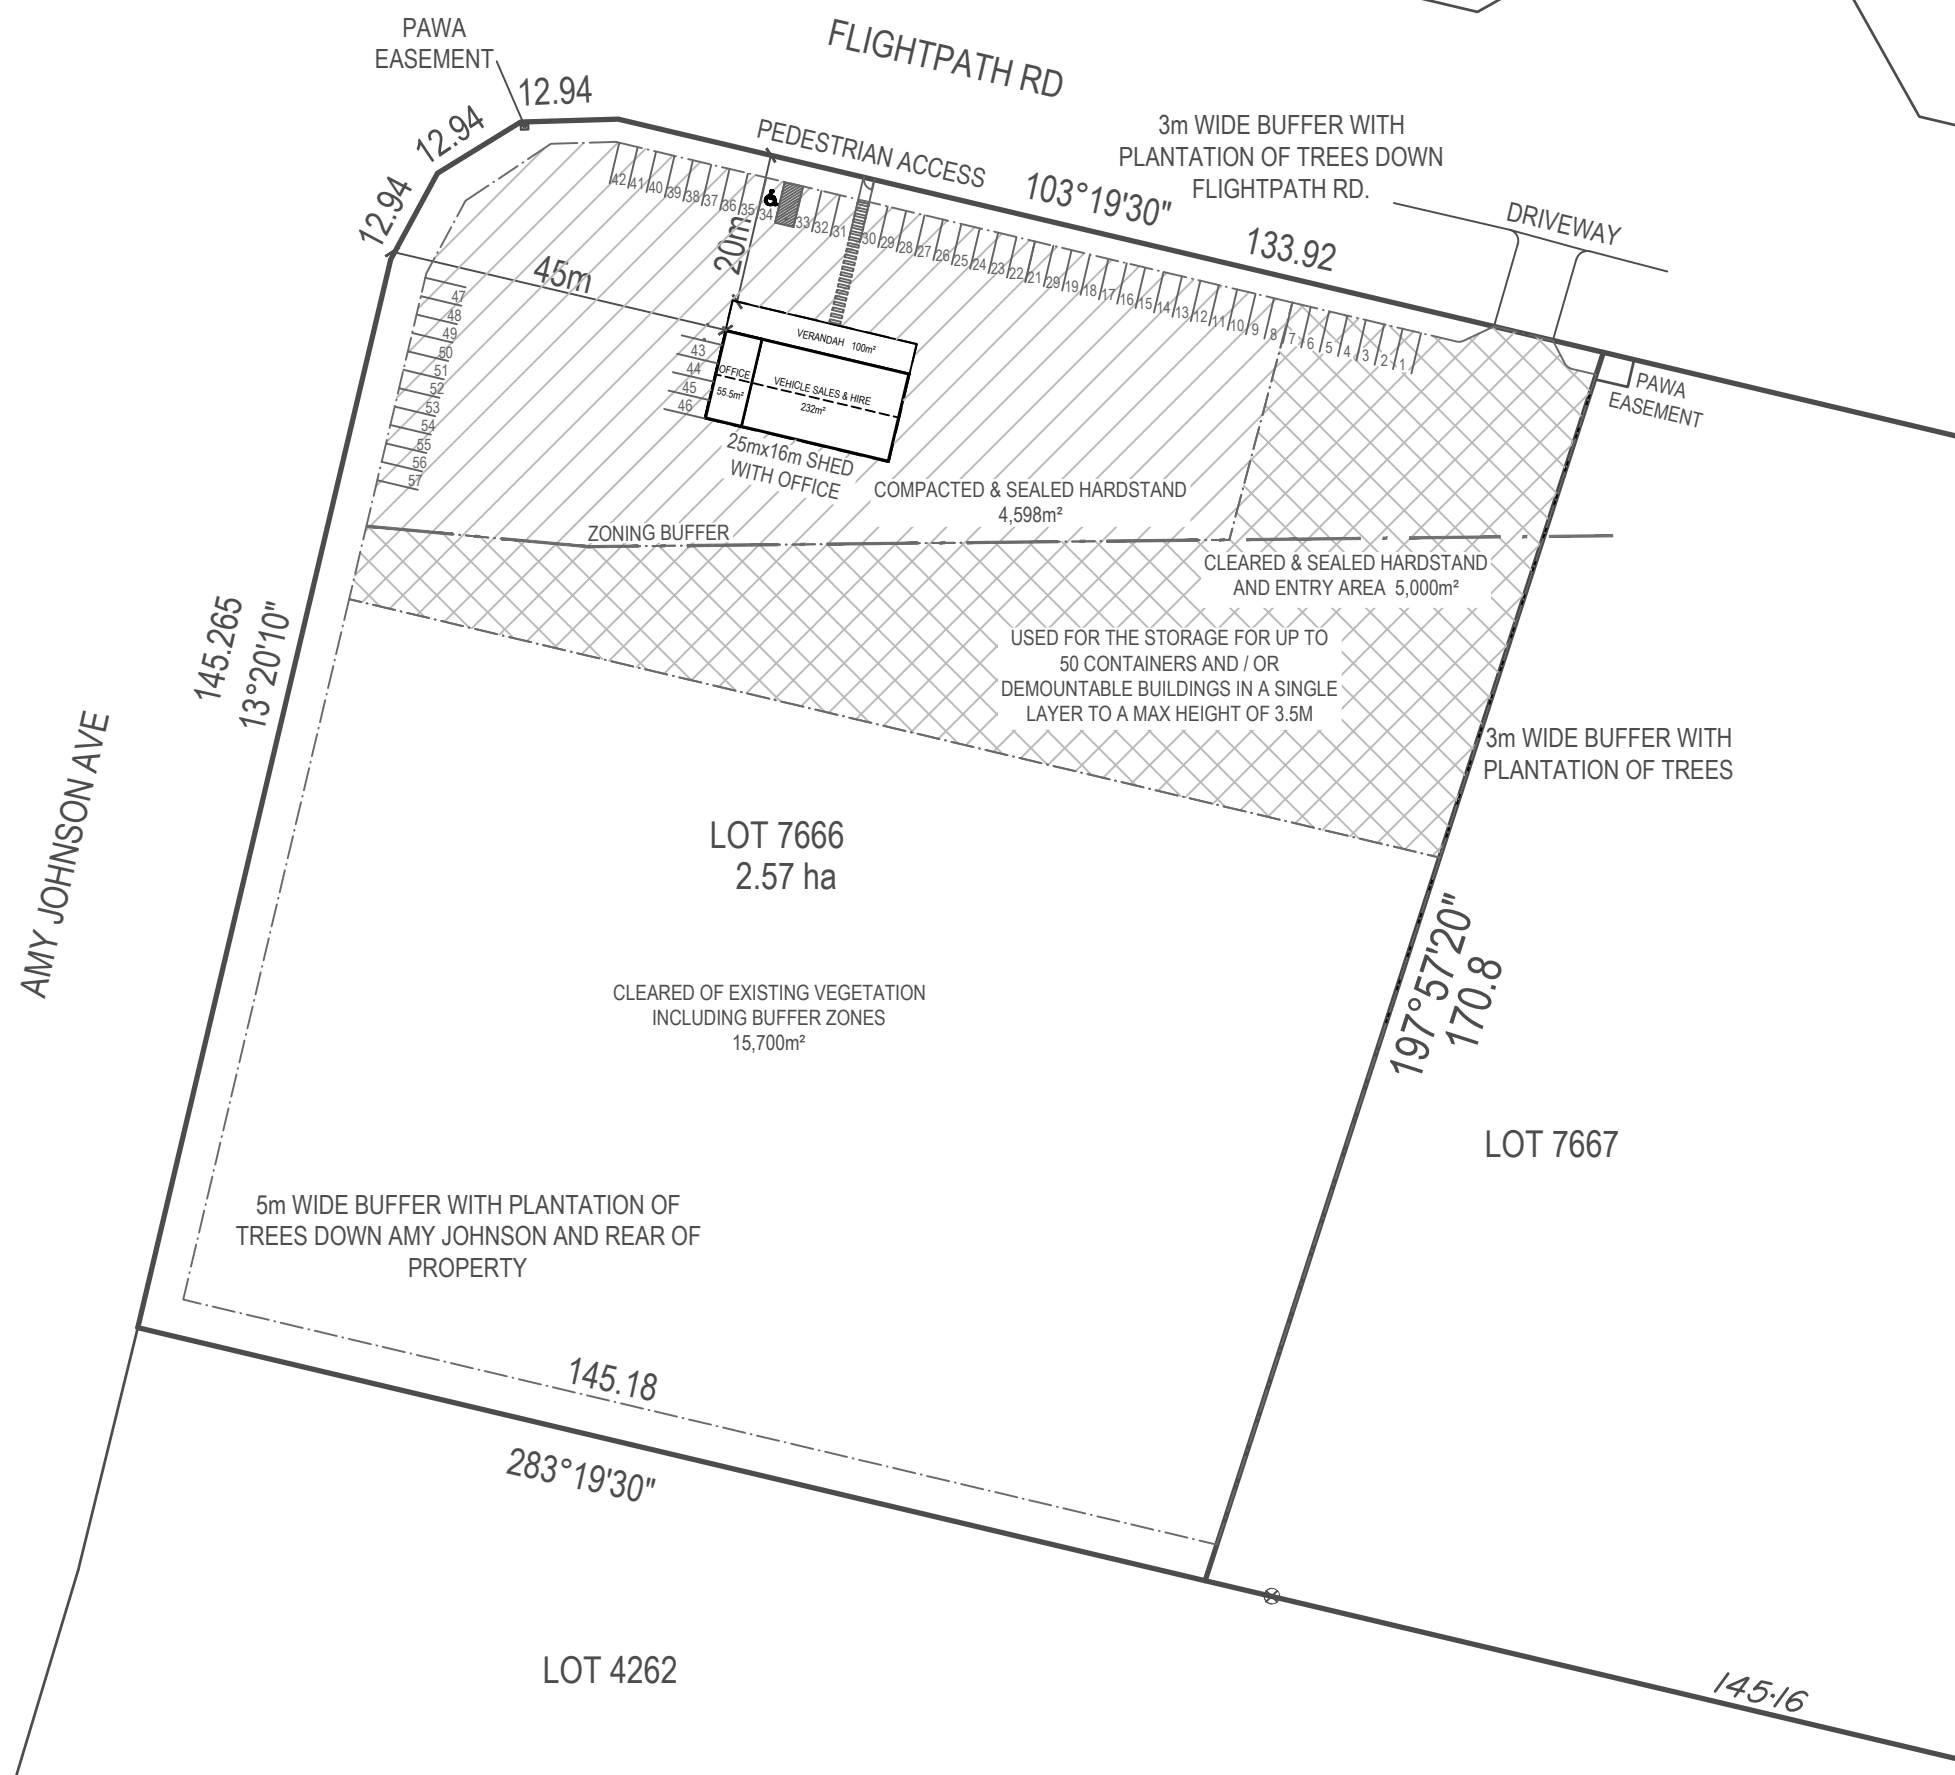 PAWA
EASEMENT
FLIGHTPATH RD
12.94
12.94
12.94
PEDESTRIAN ACCESS
3m WIDE BUFFER WITH
PLANTATION OF TREES DOWN
FLIGHTPATH RD.
103°19'30"
133.92
DRIVEWAY
42 41 40 39 38 37 36 35 34 33 32 31 30 29 28 27 26 25 24 23 22 21 29 19 18 17 16 15 14 13 12 11 10 9 8 7 6 5 4 3 2 1
20m
45m
47
48
49
50
51
52
53
54
55
56
57
43
44
45
46
VERANDAH 100m²
OFFICE
55.5m²
VEHICLE SALES & HIRE
232m²
25mx16m SHED
WITH OFFICE
PAWA
EASEMENT
COMPACTED & SEALED HARDSTAND
4,598m²
ZONING BUFFER
CLEARED & SEALED HARDSTAND
AND ENTRY AREA 5,000m²
USED FOR THE STORAGE FOR UP TO
50 CONTAINERS AND / OR
DEMOUNTABLE BUILDINGS IN A SINGLE
LAYER TO A MAX HEIGHT OF 3.5M
145.265
13°20'10"
AMY JOHNSON AVE
3m WIDE BUFFER WITH
PLANTATION OF TREES
LOT 7666
2.57 ha
CLEARED OF EXISTING VEGETATION
INCLUDING BUFFER ZONES
15,700m²
197°57'20"
170.8
LOT 7667
5m WIDE BUFFER WITH PLANTATION OF
TREES DOWN AMY JOHNSON AND REAR OF
PROPERTY
145.18
283°19'30"
LOT 4262
145·16